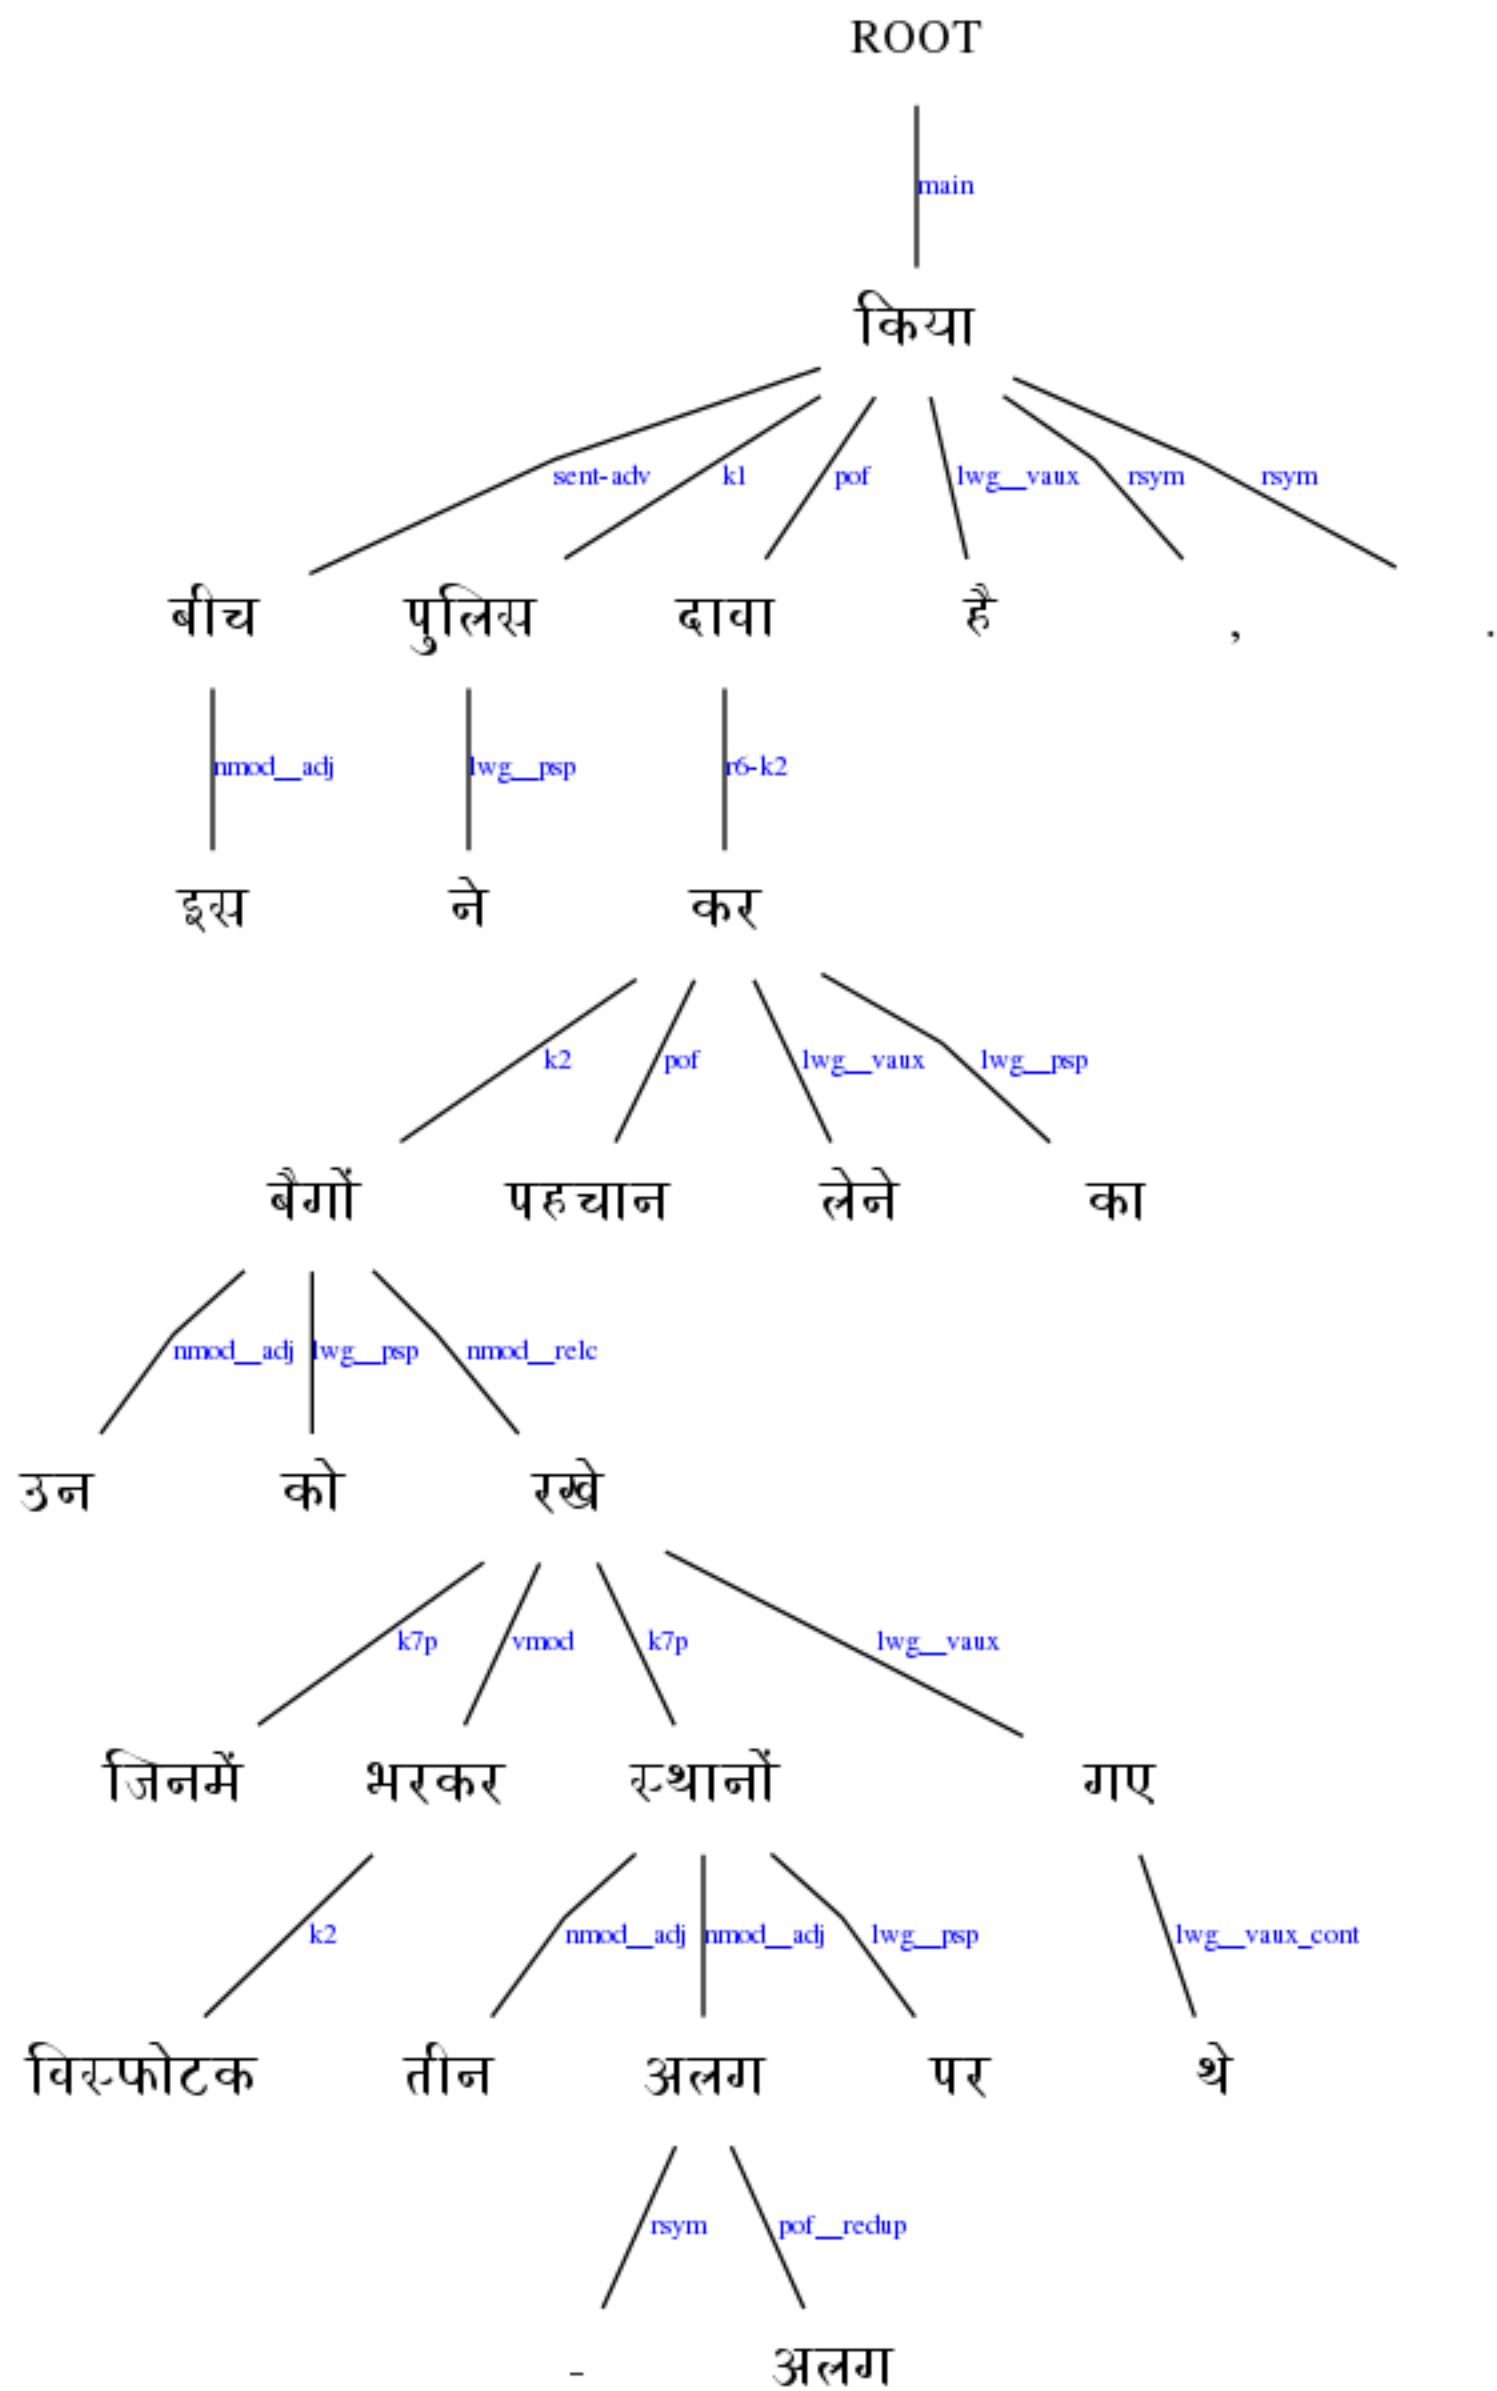 ROOT
main
किया
sent-adv k1 pof lwg__vaux rsym rsym
बीच पुलिस दावा है , .
nmod__adj lwg__psp r6-k2
इस ने कर
k2 pof lwg__vaux lwg__psp
बैगों पहचान लेने का
nmod__adj lwg__psp nmod__relc
उन को रखे
k7p vmod k7p lwg__vaux
जिनमें भरकर स्थानों गए
k2 nmod__adj nmod__adj lwg__psp lwg__vaux_cont
विस्फोटक तीन अलग पर थे
rsym pof__redup
- अलग